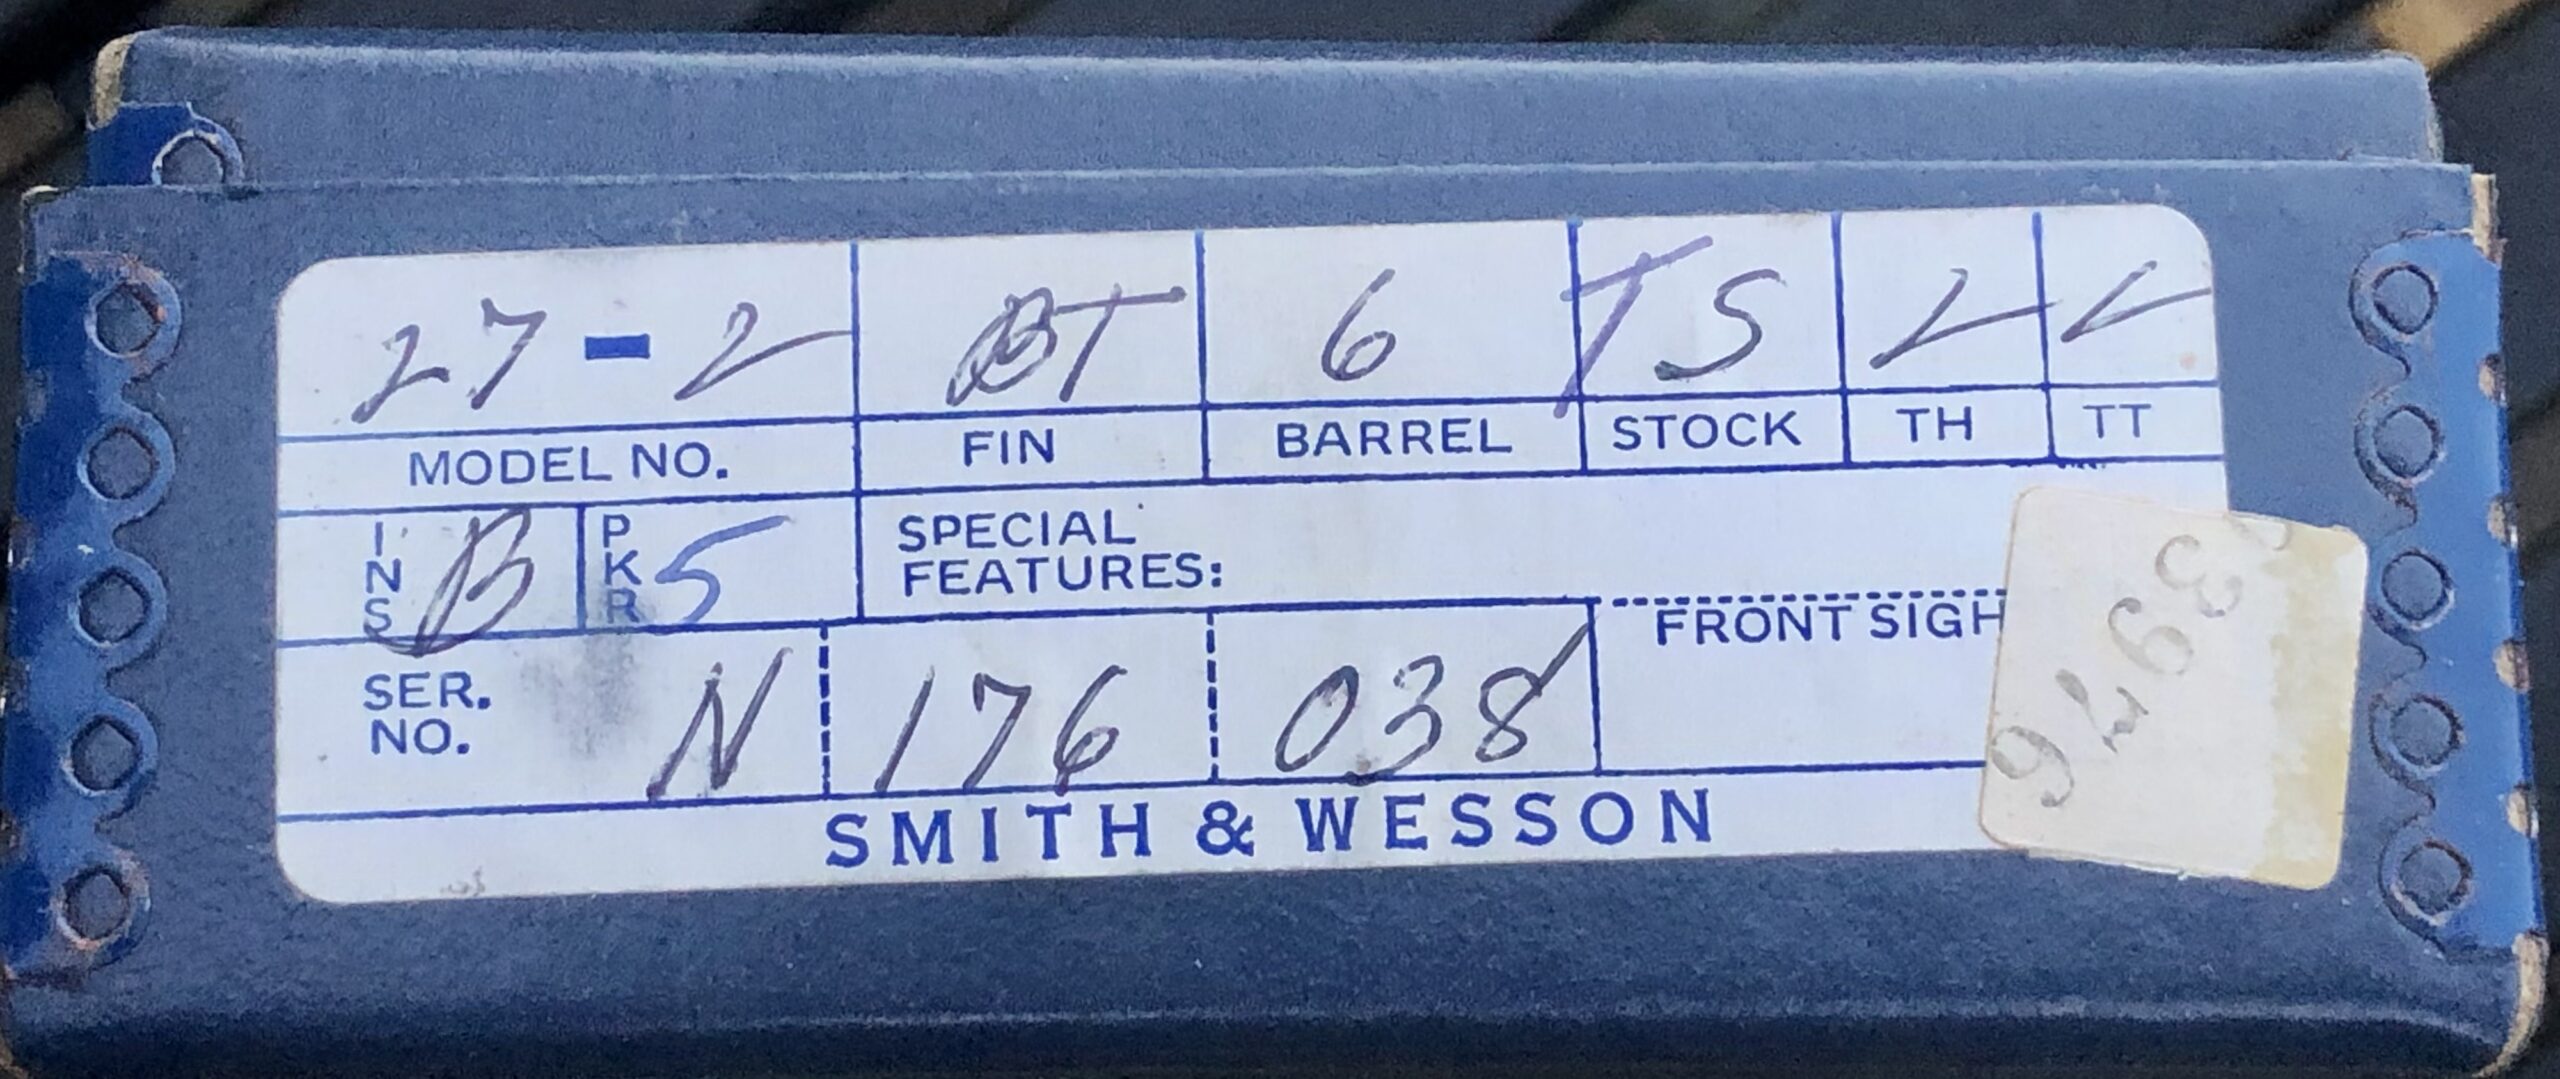 27-2 BT 6 TS ✓ ✓
MODEL NO. FIN BARREL STOCK TH TT
INS B PKR 5 SPECIAL
FEATURES:
FRONT SIGH
SER.
NO. N 176 038
SMITH & WESSON
3976